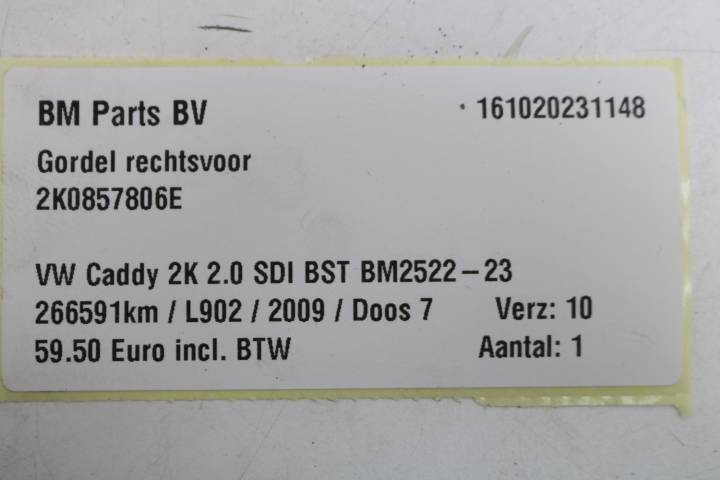 BM Parts BV 161020231148
Gordel rechtsvoor
2K0857806E
VW Caddy 2K 2.0 SDI BST BM2522-23
266591km / L902 / 2009 / Doos 7 Verz: 10
59.50 Euro incl. BTW Aantal: 1